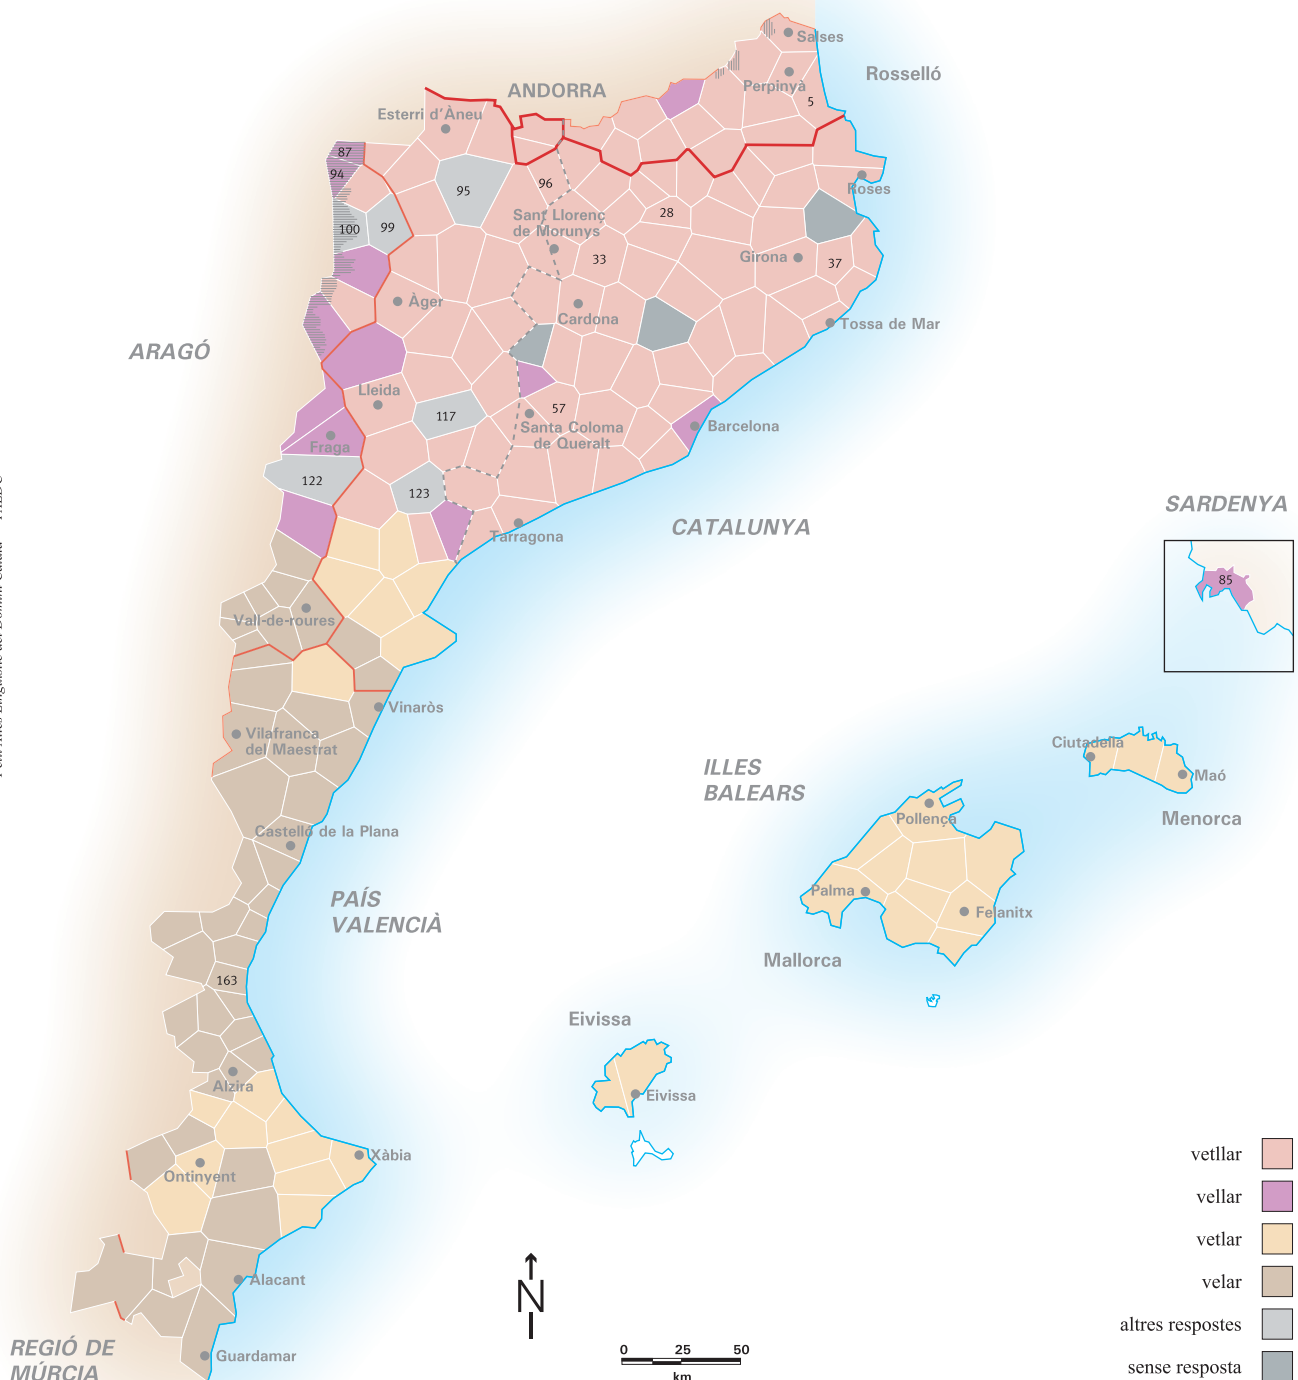 Salses
Rosselló
ANDORRA
Perpinyà
5
Esterri d'Àneu
87
94
95
96
Roses
28
Sant Llorenç
de Morunys
100
99
33
Girona
37
Àger
Cardona
Tossa de Mar
ARAGÓ
Lleida
117
57
Santa Coloma
de Queralt
Barcelona
Fraga
122
123
SARDENYA
CATALUNYA
Tarragona
85
Vall-de-roures
Vinaròs
Vilafranca
del Maestrat
Ciutadella
ILLES
BALEARS
Maó
Pollença
Menorca
Castelló de la Plana
PAÍS
VALENCIÀ
Palma
Felanitx
Mallorca
163
Eivissa
Alzira
Eivissa
Xàbia
Ontinyent
vetllar
vellar
vetlar
velar
altres respostes
sense resposta
Alacant
N
0 25 50
km
REGIÓ DE
MÚRCIA
Guardamar